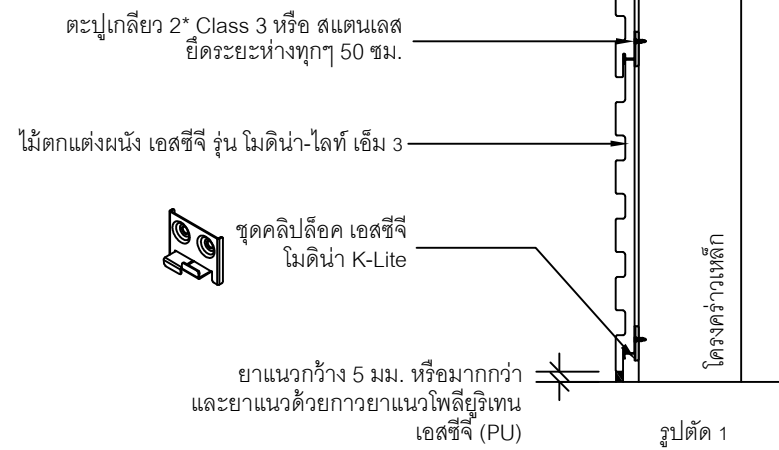 ตะปูเกลียว 2* Class 3 หรือ สแตนเลส
ยึดระยะห่างทุกๆ 50 ซม.
ไม้ตกแต่งผนัง เอสซีจี รุ่น โมดิน่า-ไลท์ เอ็ม 3
ชุดคลิปล็อค เอสซีจี
โมดิน่า K-Lite
โครงคร่าวเหล็ก
ยาแนวกว้าง 5 มม. หรือมากกว่า
และยาแนวด้วยกาวยาแนวโพลียูริเทน
เอสซีจี (PU)
รูปตัด 1